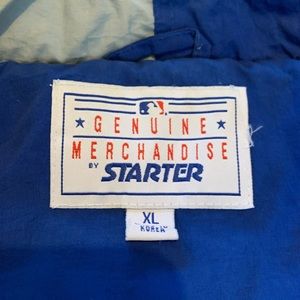 GENUINE
MERCHANDISE
BY STARTER
XL
KOREA